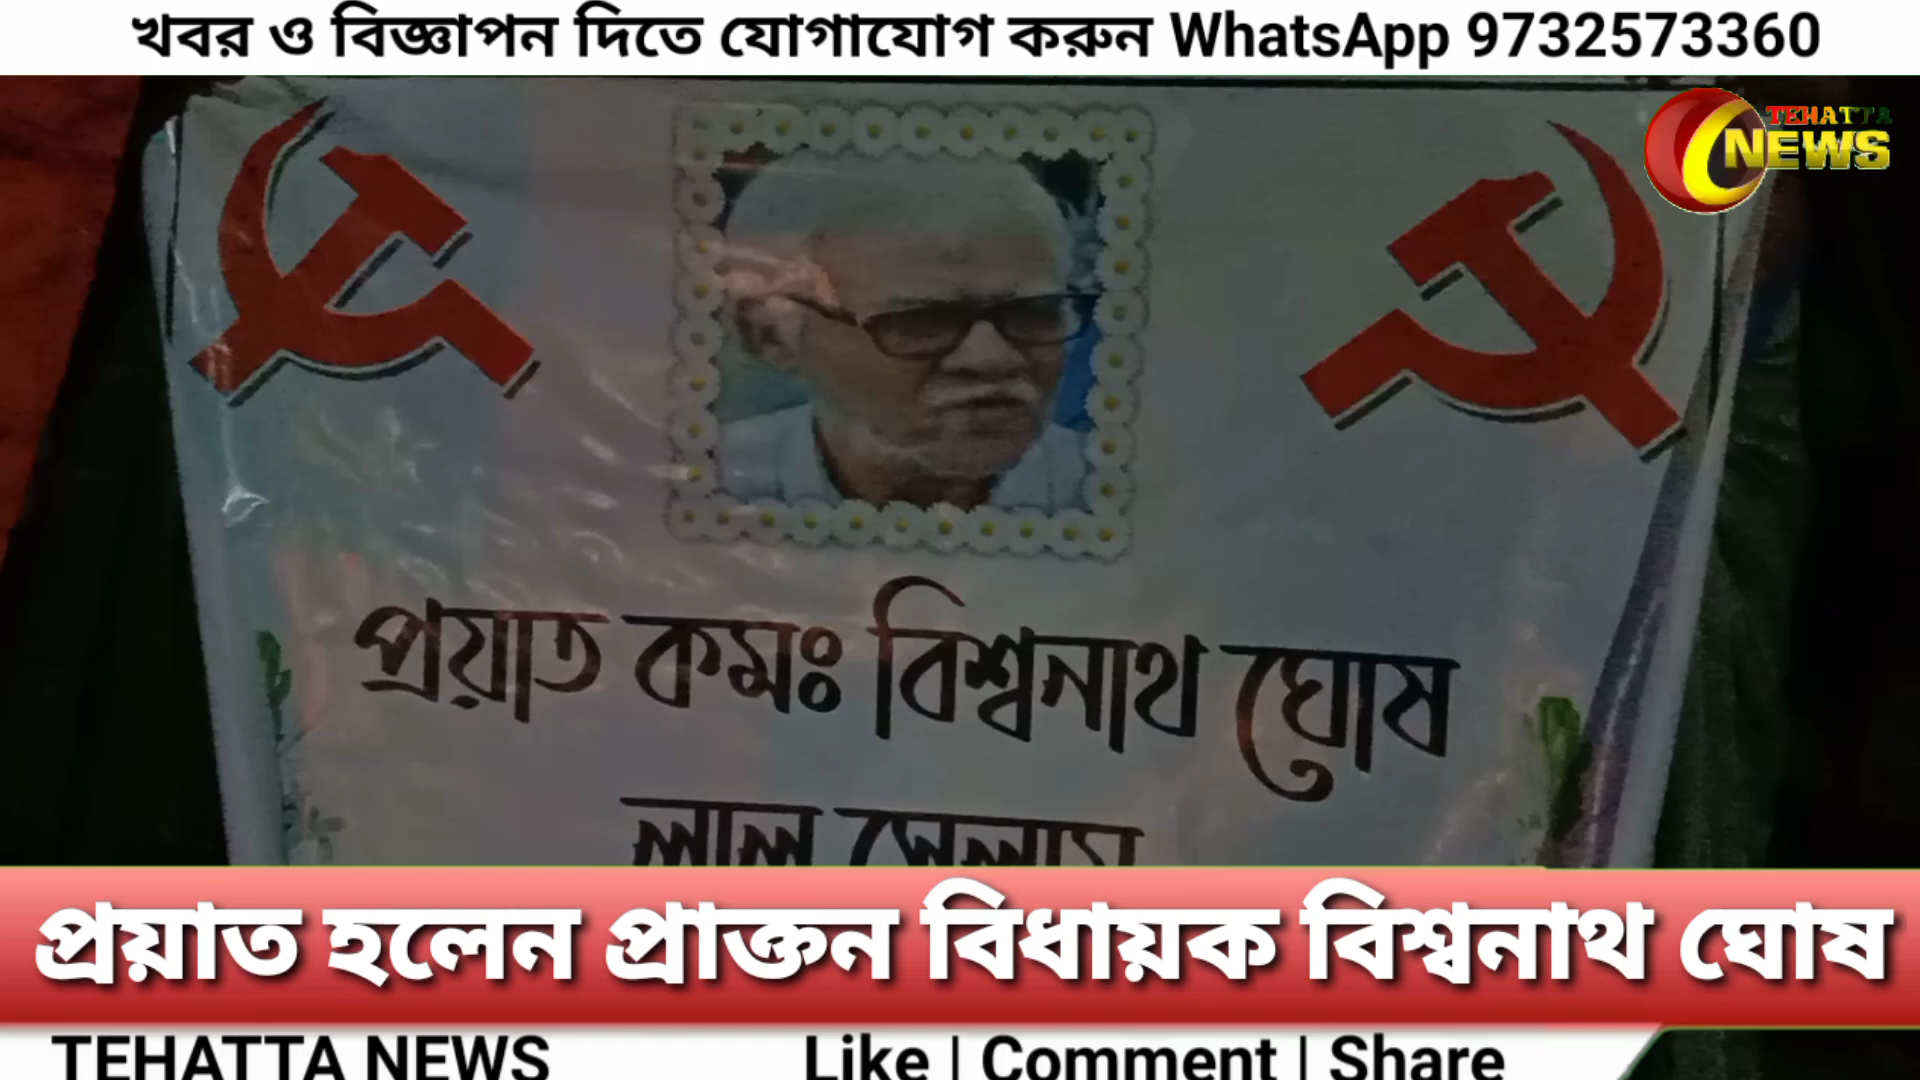 খবর ও বিজ্ঞাপন দিতে যোগাযোগ করুন WhatsApp 9732573360
TEHATTA
NEWS
প্রয়াত কমঃ বিশ্বনাথ ঘোষ
লাল সেলাম
প্রয়াত হলেন প্রাক্তন বিধায়ক বিশ্বনাথ ঘোষ
TEHATTA NEWS
Like | Comment | Share